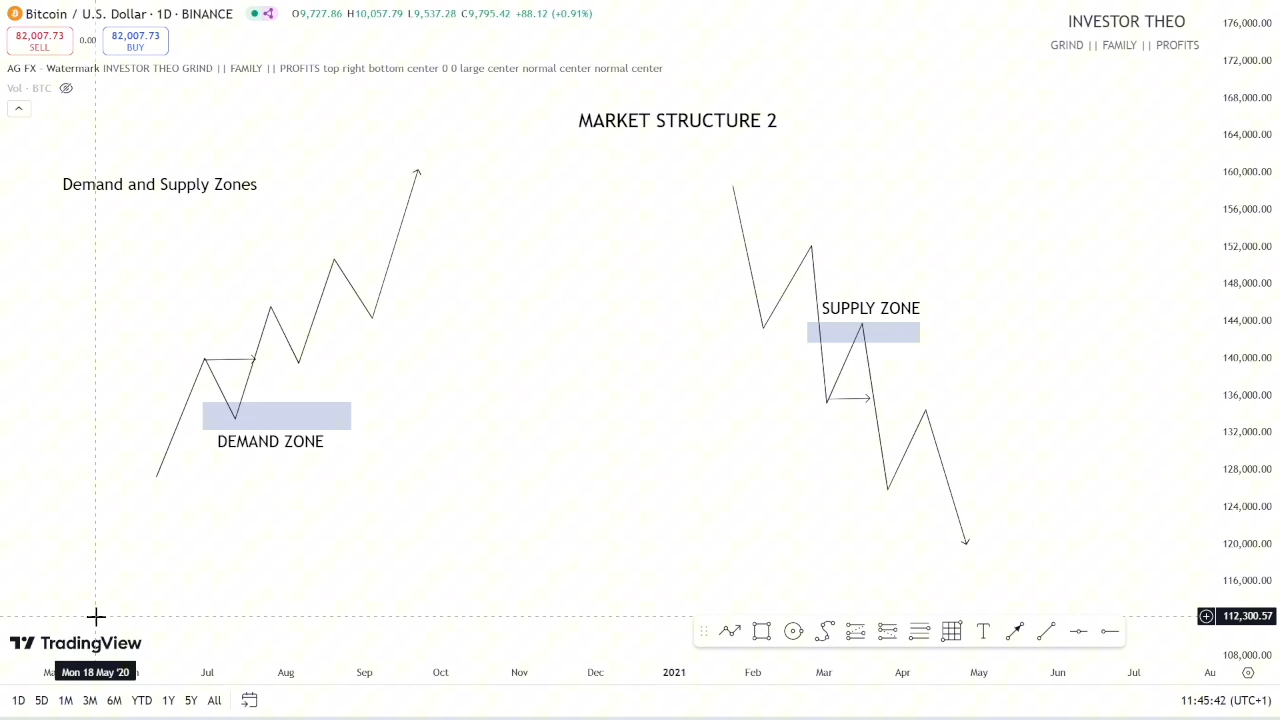 Bitcoin / U.S. Dollar · 1D · BINANCE O9,727.86 H10,057.79 L9,537.28 C9,795.42 +88.12 (+0.91%)
82,007.73 SELL
0.00
82,007.73 BUY
INVESTOR THEO
GRIND || FAMILY || PROFITS
AG FX - Watermark INVESTOR THEO GRIND || FAMILY || PROFITS top right bottom center 0 0 large center normal center normal center
Vol · BTC
MARKET STRUCTURE 2
Demand and Supply Zones
SUPPLY ZONE
DEMAND ZONE
176,000.00
172,000.00
168,000.00
164,000.00
160,000.00
156,000.00
152,000.00
148,000.00
144,000.00
140,000.00
136,000.00
132,000.00
128,000.00
124,000.00
120,000.00
116,000.00
112,300.57
108,000.00
TradingView
Mon 18 May '20
Jul Aug Sep Oct Nov Dec 2021 Feb Mar Apr May Jun Jul Au
1D 5D 1M 3M 6M YTD 1Y 5Y All
11:45:42 (UTC+1)